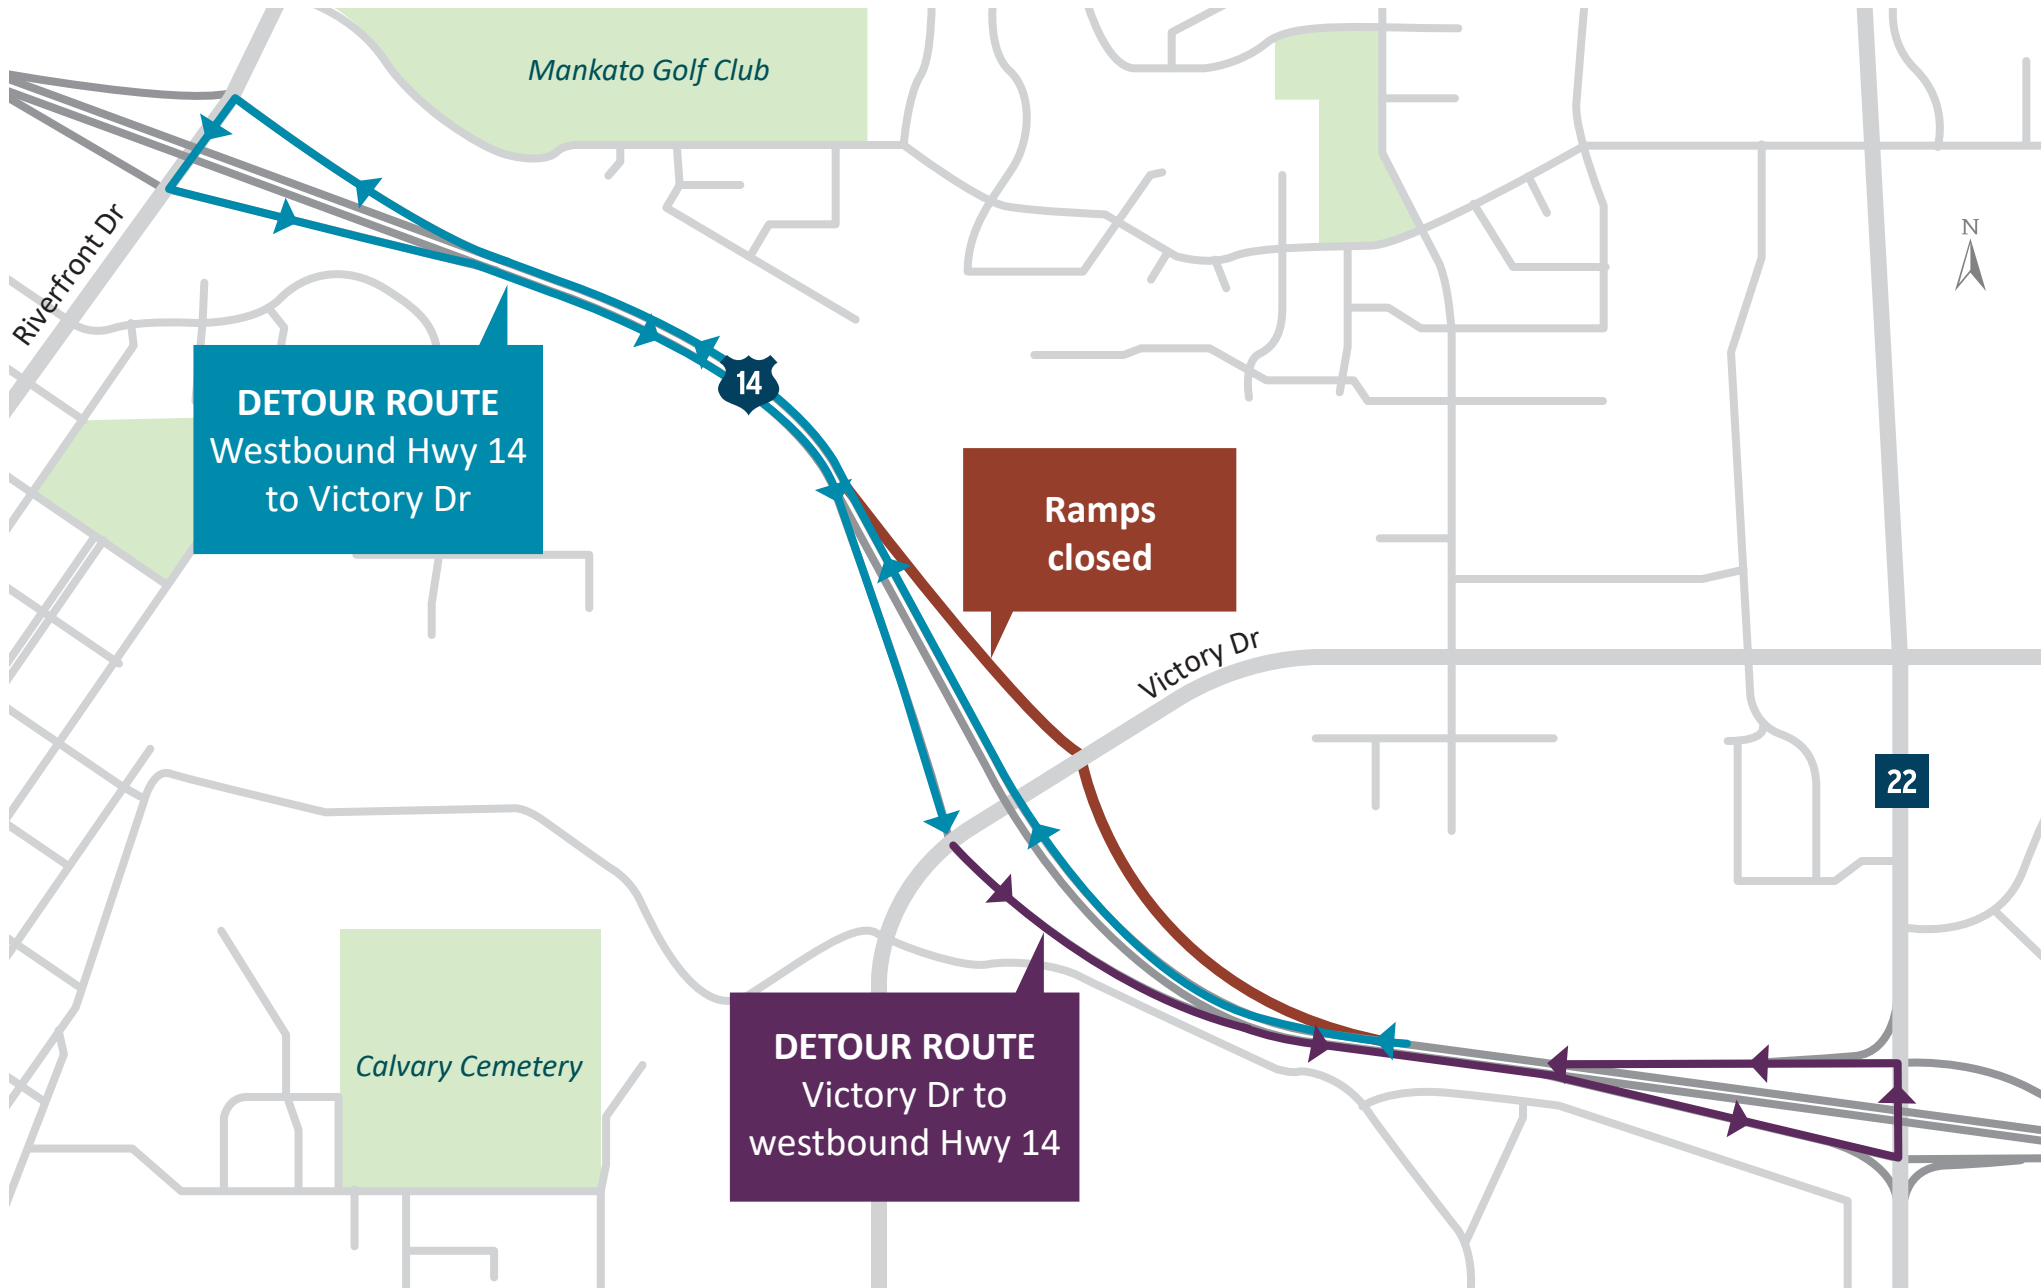 Mankato Golf Club
Riverfront Dr
N
14
DETOUR ROUTE
Westbound Hwy 14
to Victory Dr
Ramps
closed
Victory Dr
22
Calvary Cemetery
DETOUR ROUTE
Victory Dr to
westbound Hwy 14